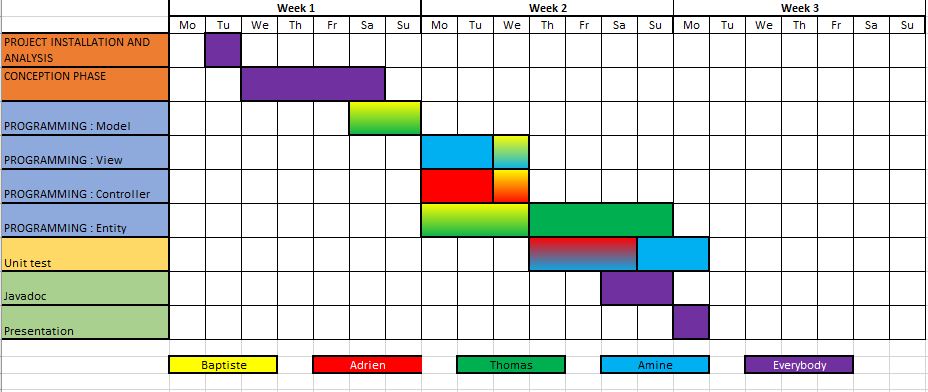 Week 1 Week 2 Week 3
Mo Tu We Th Fr Sa Su Mo Tu We Th Fr Sa Su Mo Tu We Th Fr Sa Su
PROJECT INSTALLATION AND
ANALYSIS
CONCEPTION PHASE
PROGRAMMING : Model
PROGRAMMING : View
PROGRAMMING : Controller
PROGRAMMING : Entity
Unit test
Javadoc
Presentation
Baptiste Adrien Thomas Amine Everybody